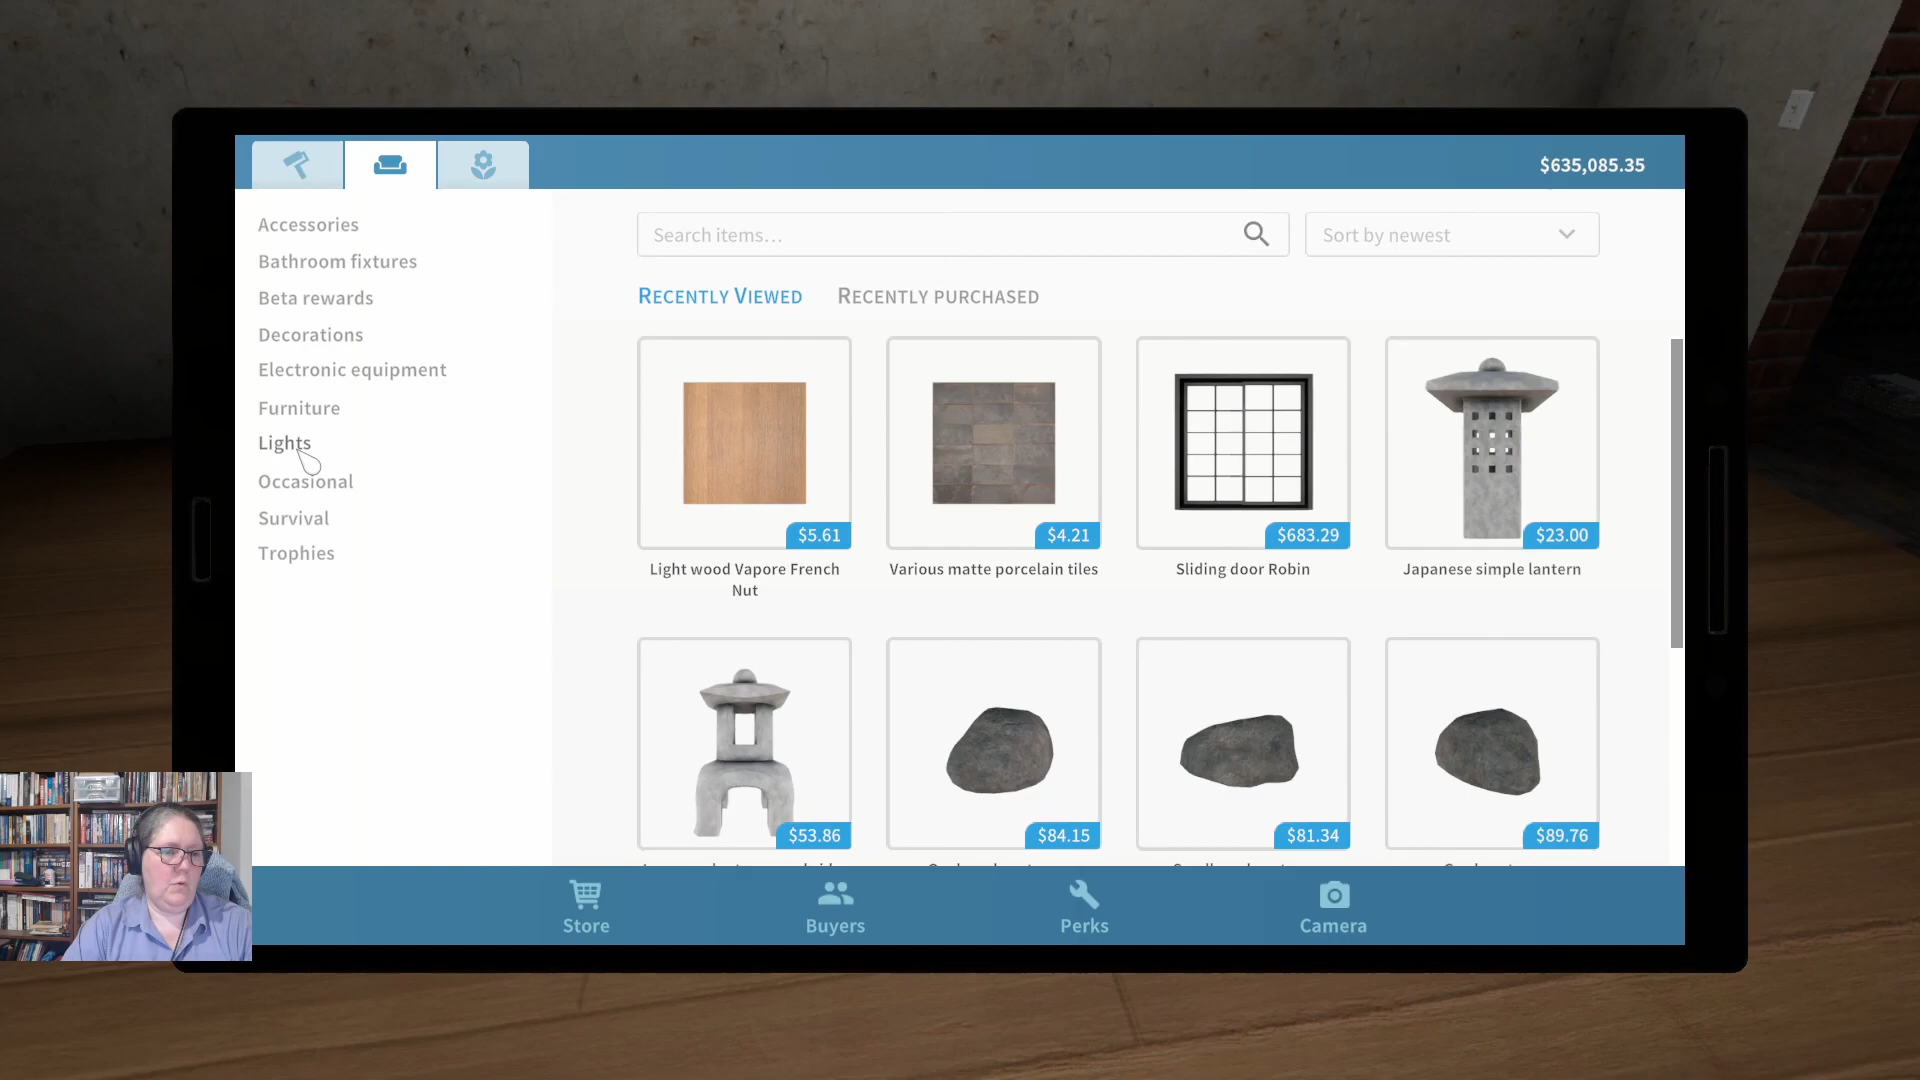 $635,085.35
Accessories
Bathroom fixtures
Beta rewards
Decorations
Electronic equipment
Furniture
Lights
Occasional
Survival
Trophies
Search items...
Sort by newest
RECENTLY VIEWED
RECENTLY PURCHASED
$5.61
$4.21
$683.29
$23.00
Light wood Vapore French
Nut
Various matte porcelain tiles
Sliding door Robin
Japanese simple lantern
$53.86
$84.15
$81.34
$89.76
Store
Buyers
Perks
Camera